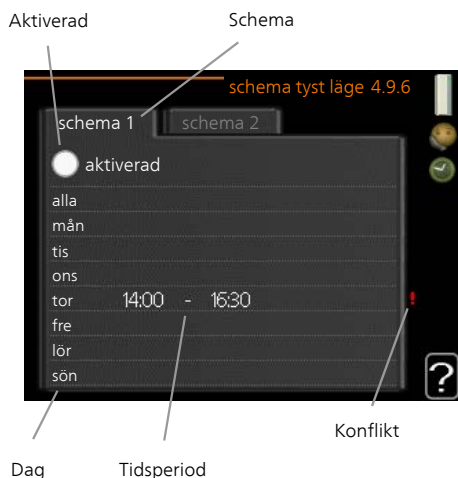 Aktiverad Schema
schema tyst läge 4.9.6
schema 1 schema 2
aktiverad
alla
mån
tis
ons
tor 14:00 - 16:30 !
fre
lör
sön
?
Konflikt
Dag Tidsperiod